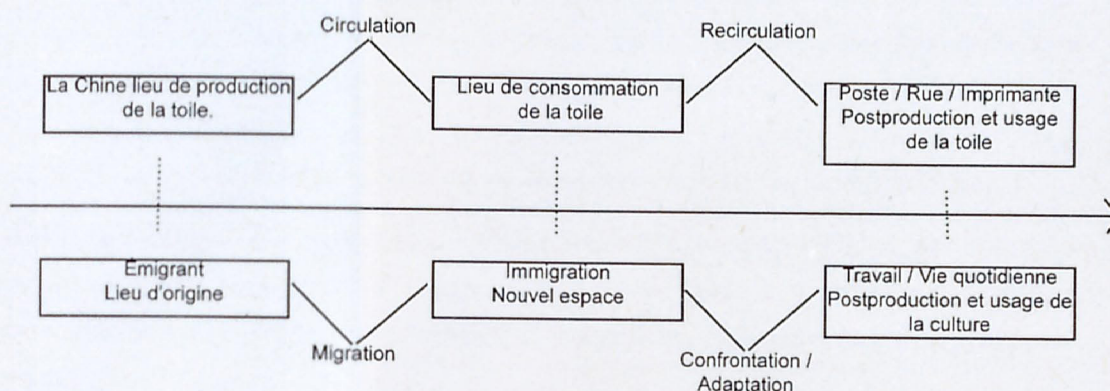 Circulation
Recirculation
La Chine lieu de production
de la toile.
Lieu de consommation
de la toile
Poste / Rue / Imprimante
Postproduction et usage
de la toile
Émigrant
Lieu d'origine
Immigration
Nouvel espace
Travail / Vie quotidienne
Postproduction et usage de
la culture
Migration
Confrontation /
Adaptation